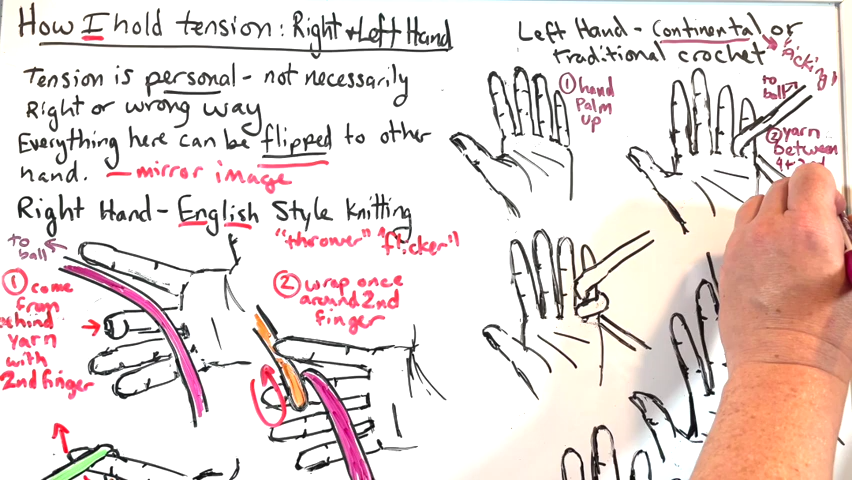 How I hold tension: Right + Left Hand
Tension is personal - not necessarily
Right or wrong way
Everything here can be flipped to other
hand. - mirror image
Right Hand - English Style Knitting
"thrower" "flicker"
to
ball
① come
from
behind
yarn
with
2nd finger
② wrap once
around 2nd
finger
Left Hand - Continental or
traditional crochet
"Picking"
① hand
Palm
up
to
ball
② yarn
between
4 +